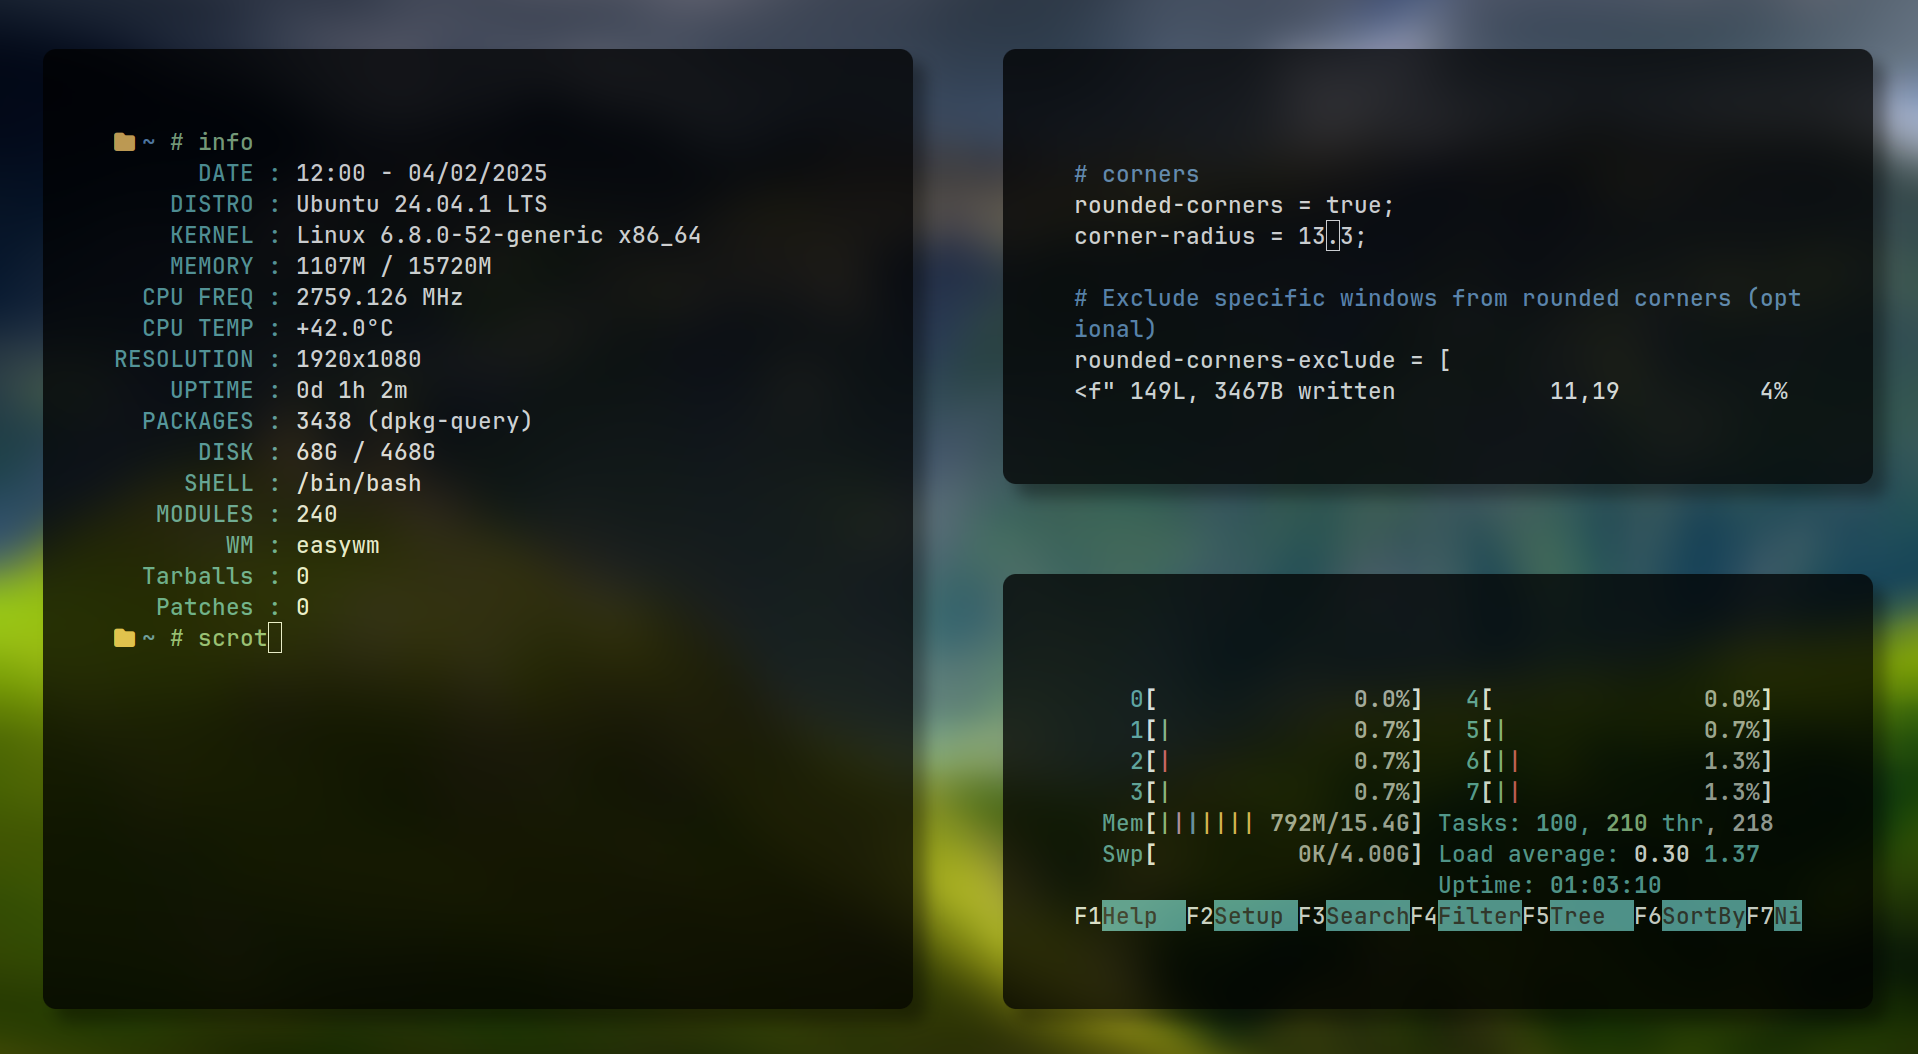 ~ # info
DATE : 12:00 - 04/02/2025
DISTRO : Ubuntu 24.04.1 LTS
KERNEL : Linux 6.8.0-52-generic x86_64
MEMORY : 1107M / 15720M
CPU FREQ : 2759.126 MHz
CPU TEMP : +42.0°C
RESOLUTION : 1920x1080
UPTIME : 0d 1h 2m
PACKAGES : 3438 (dpkg-query)
DISK : 68G / 468G
SHELL : /bin/bash
MODULES : 240
WM : easywm
Tarballs : 0
Patches : 0
~ # scrot
# corners
rounded-corners = true;
corner-radius = 13.3;
# Exclude specific windows from rounded corners (opt
ional)
rounded-corners-exclude = [
<f" 149L, 3467B written 11,19 4%
0[ 0.0%] 4[ 0.0%]
1[| 0.7%] 5[| 0.7%]
2[| 0.7%] 6[|| 1.3%]
3[| 0.7%] 7[|| 1.3%]
Mem[||||||| 792M/15.4G] Tasks: 100, 210 thr, 218
Swp[ 0K/4.00G] Load average: 0.30 1.37
Uptime: 01:03:10
F1Help F2Setup F3SearchF4FilterF5Tree F6SortByF7Ni